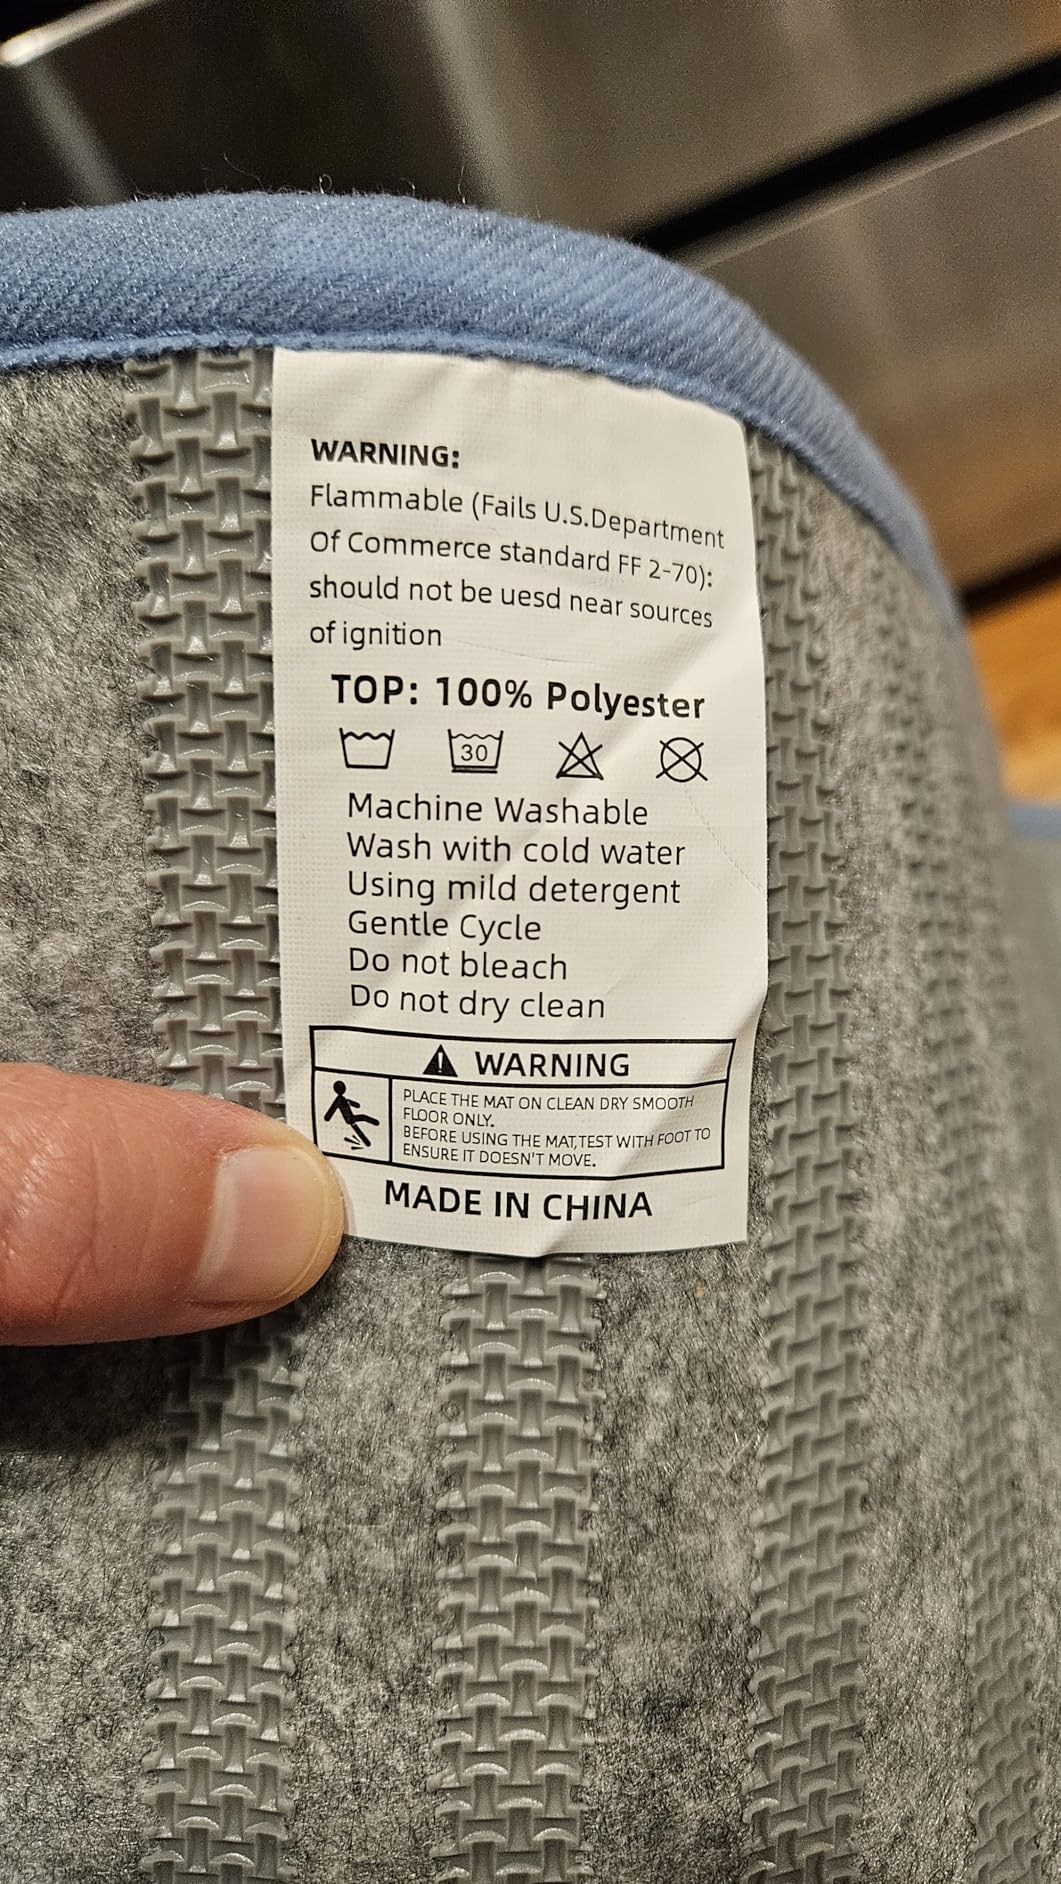 WARNING:
Flammable (Fails U.S.Department
Of Commerce standard FF 2-70):
should not be uesd near sources
of ignition
TOP: 100% Polyester
30
Machine Washable
Wash with cold water
Using mild detergent
Gentle Cycle
Do not bleach
Do not dry clean
WARNING
PLACE THE MAT ON CLEAN DRY SMOOTH
FLOOR ONLY.
BEFORE USING THE MAT,TEST WITH FOOT TO
ENSURE IT DOESN'T MOVE.
MADE IN CHINA